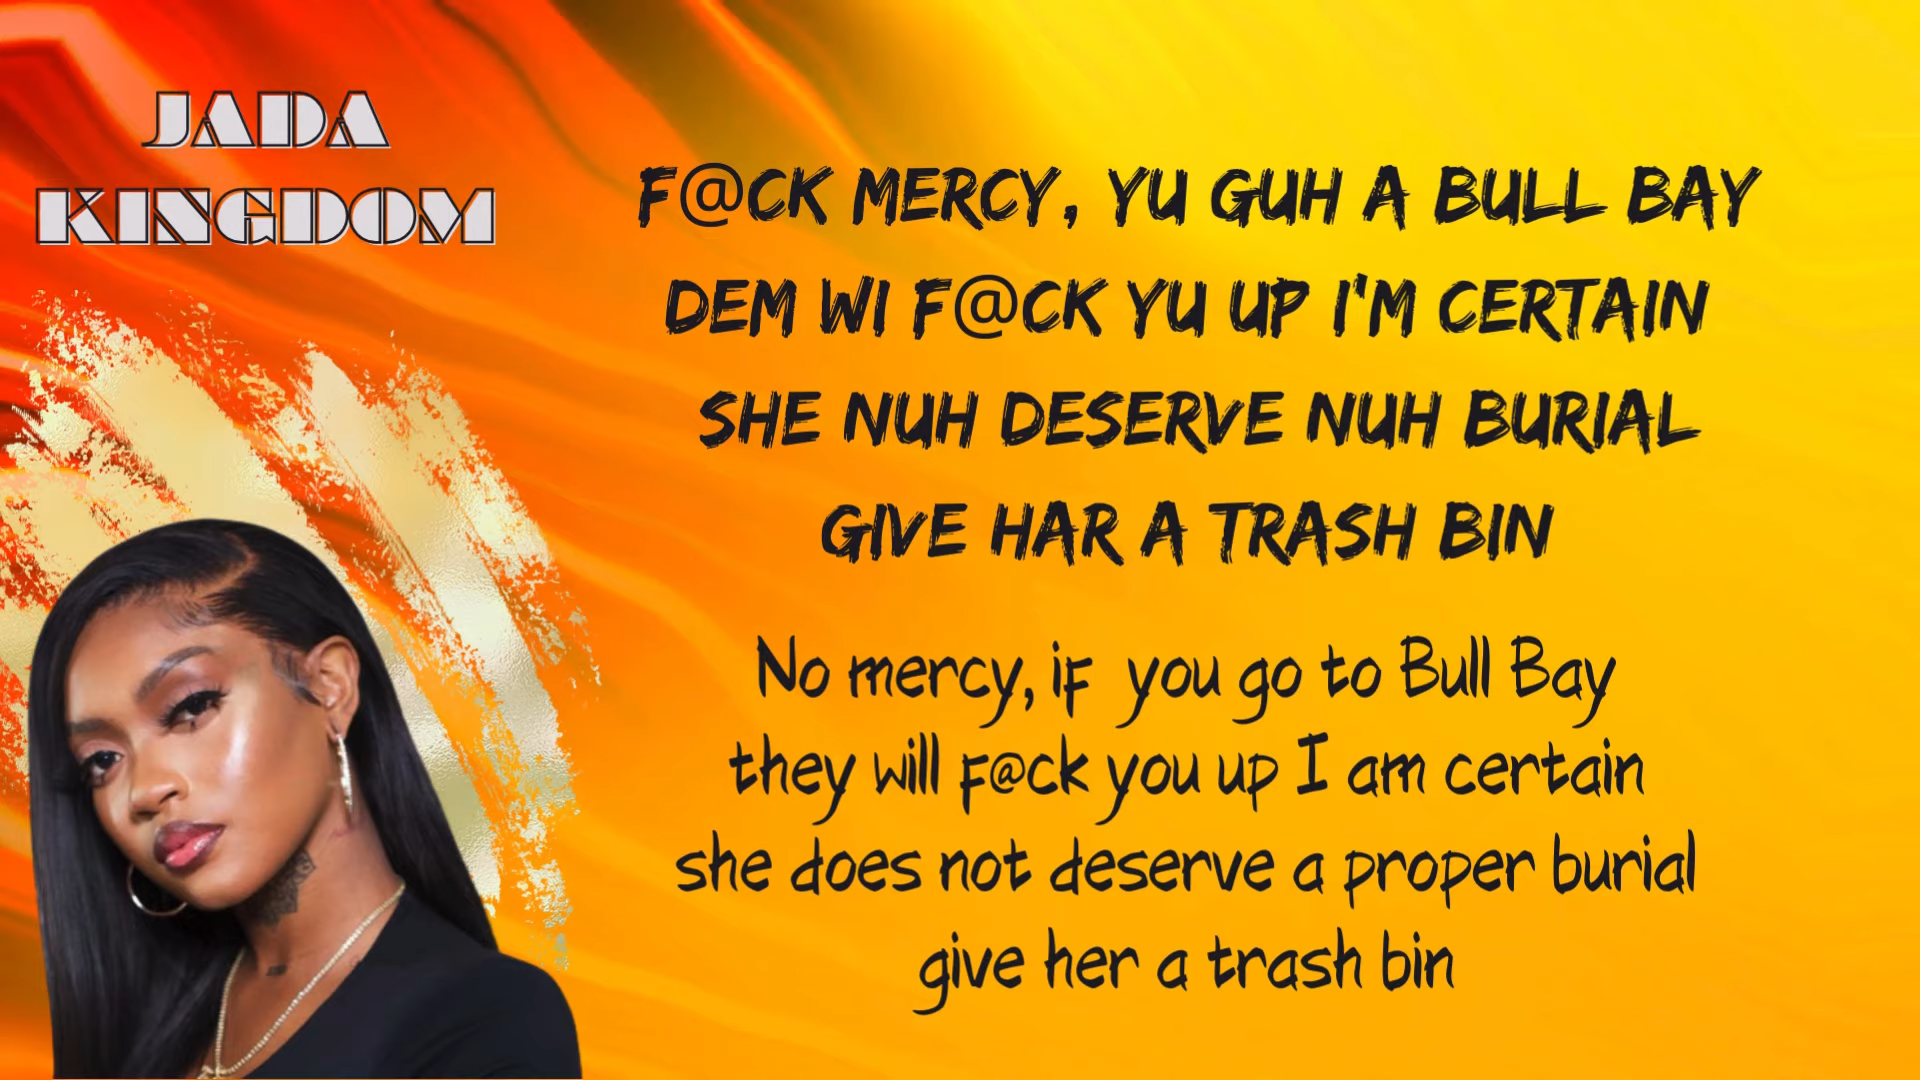 JADA
KINGDOM
F@CK MERCY, YU GUH A BULL BAY
DEM WI F@CK YU UP I'M CERTAIN
SHE NUH DESERVE NUH BURIAL
GIVE HAR A TRASH BIN
No mercy, if you go to Bull Bay
they will f@ck you up I am certain
she does not deserve a proper burial
give her a trash bin